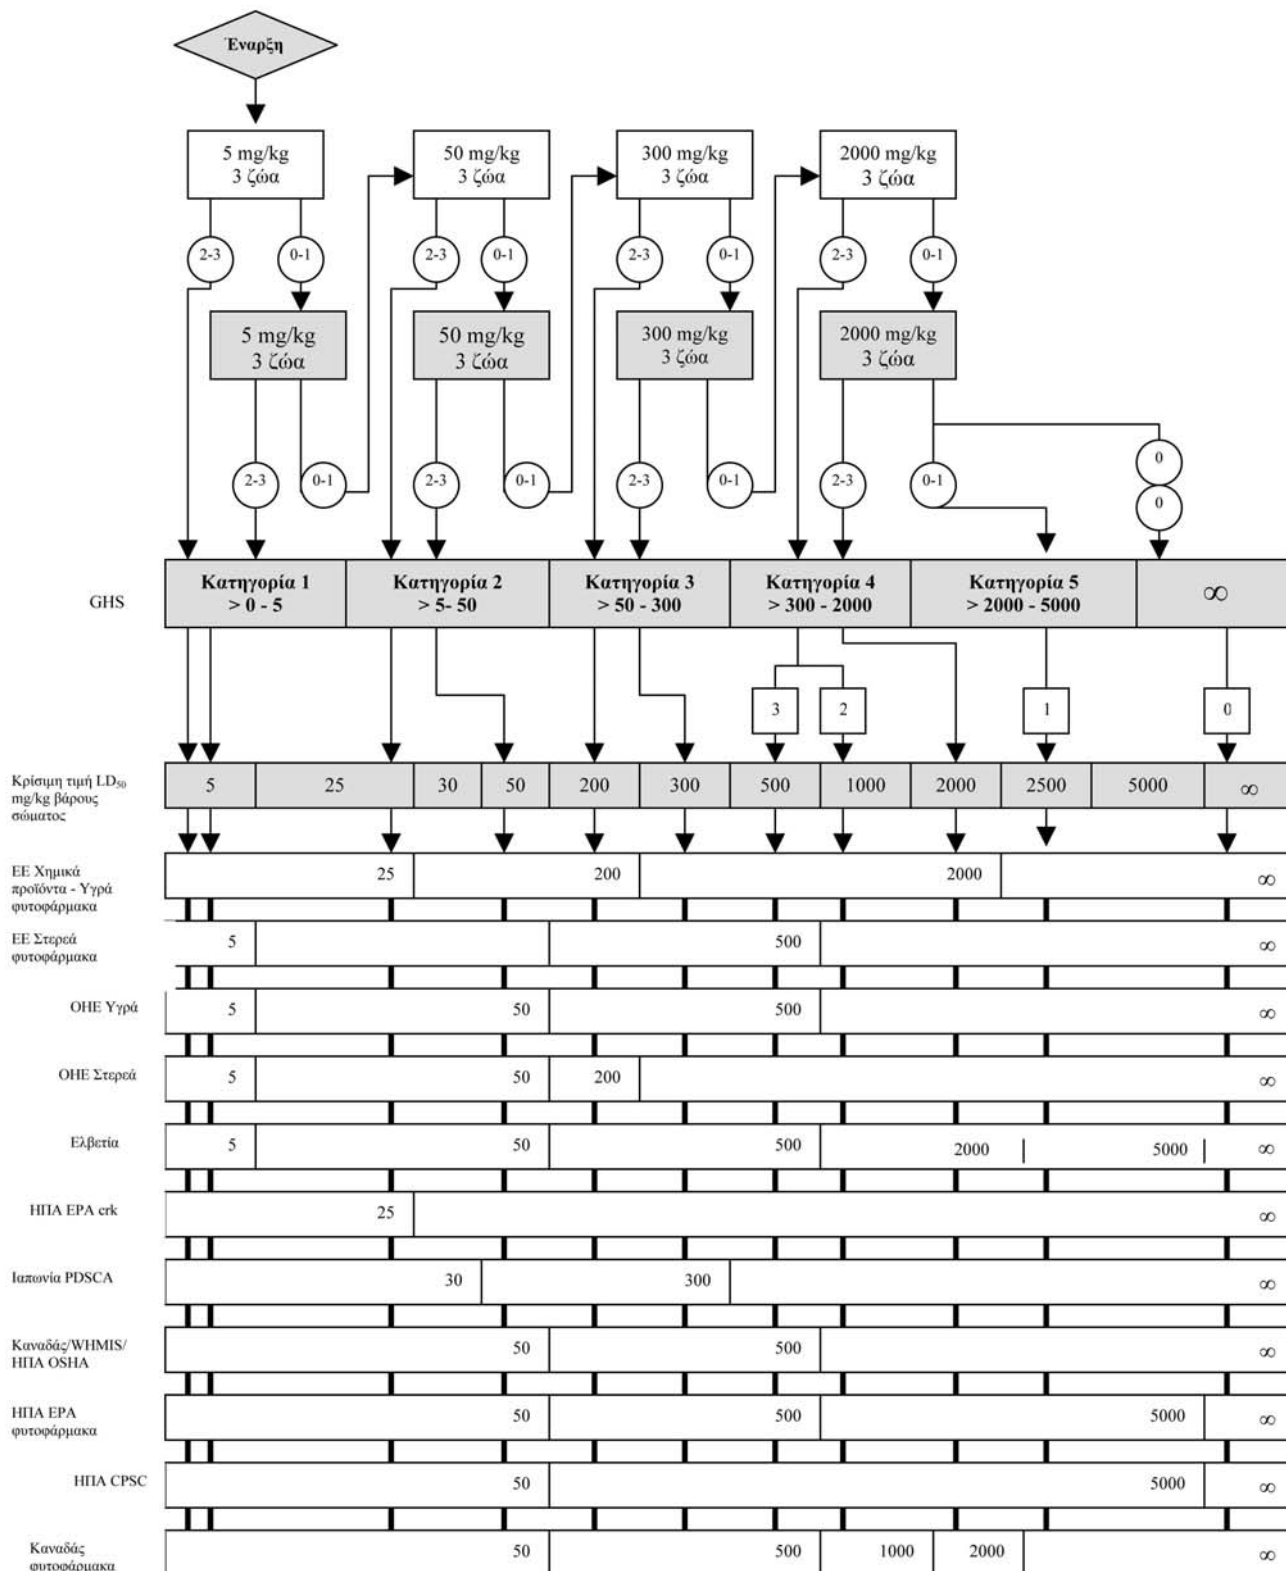 Έναρξη
5 mg/kg
3 ζώα
50 mg/kg
3 ζώα
300 mg/kg
3 ζώα
2000 mg/kg
3 ζώα
2-3 0-1 2-3 0-1 2-3 0-1 2-3 0-1
5 mg/kg
3 ζώα
50 mg/kg
3 ζώα
300 mg/kg
3 ζώα
2000 mg/kg
3 ζώα
0
2-3 0-1 2-3 0-1 2-3 0-1 2-3 0-1
0
GHS
Κατηγορία 1
> 0 - 5
Κατηγορία 2
> 5- 50
Κατηγορία 3
> 50 - 300
Κατηγορία 4
> 300 - 2000
Κατηγορία 5
> 2000 - 5000
∞
3 2 1 0
Κρίσιμη τιμή LD₅₀
mg/kg βάρους
σώματος
5 25 30 50 200 300 500 1000 2000 2500 5000 ∞
ΕΕ Χημικά
προϊόντα - Υγρά
φυτοφάρμακα
25 200 2000 ∞
ΕΕ Στερεά
φυτοφάρμακα
5 500 ∞
ΟΗΕ Υγρά
5 50 500 ∞
ΟΗΕ Στερεά
5 50 200 ∞
Ελβετία
5 50 500 2000 5000 ∞
ΗΠΑ EPA crk
25 ∞
Ιαπωνία PDSCA
30 300 ∞
Καναδάς/WHMIS/
ΗΠΑ OSHA
50 500 ∞
ΗΠΑ EPA
φυτοφάρμακα
50 500 5000 ∞
ΗΠΑ CPSC
50 5000 ∞
Καναδάς
φυτοφάρμακα
50 500 1000 2000 ∞